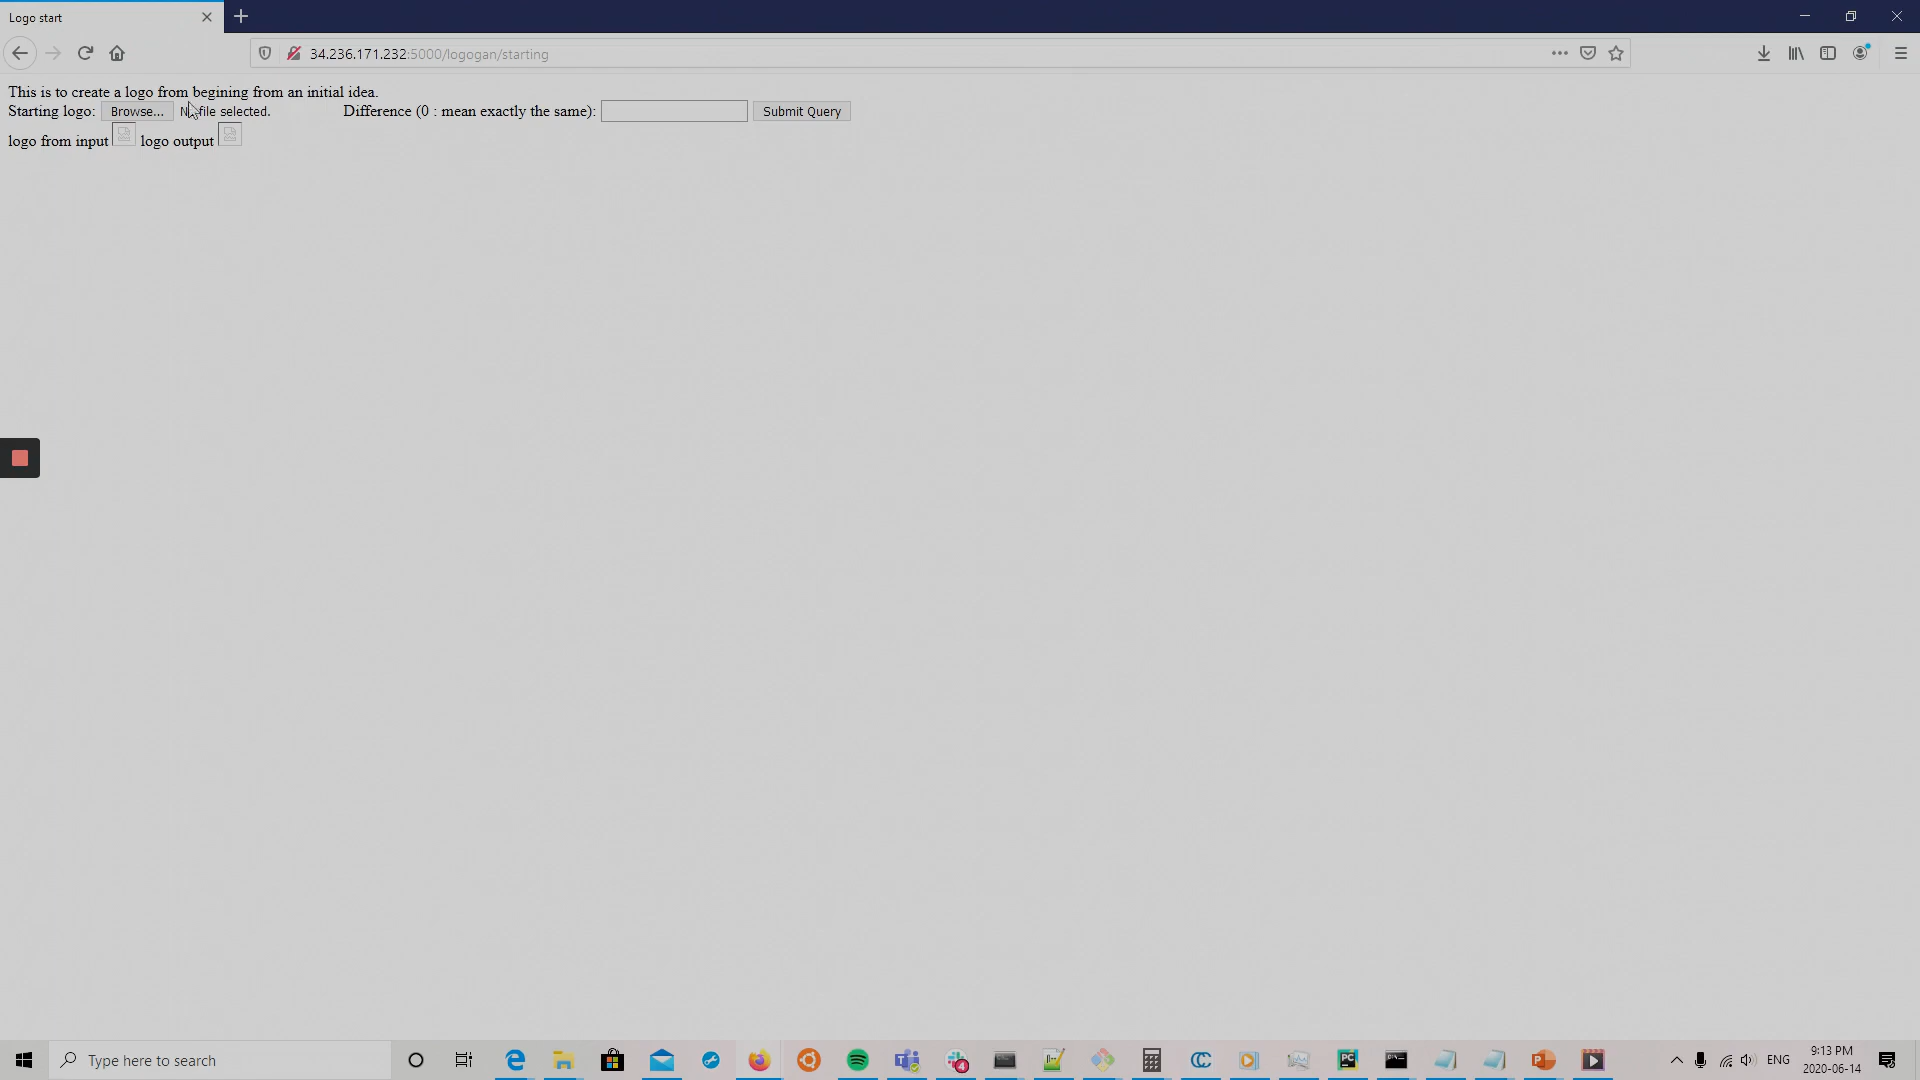 Logo start
34.236.171.232:5000/logogan/starting
This is to create a logo from begining from an initial idea.
Starting logo: Browse... No file selected. Difference (0 : mean exactly the same): Submit Query
logo from input logo output
Type here to search
4
ENG
9:13 PM
2020-06-14